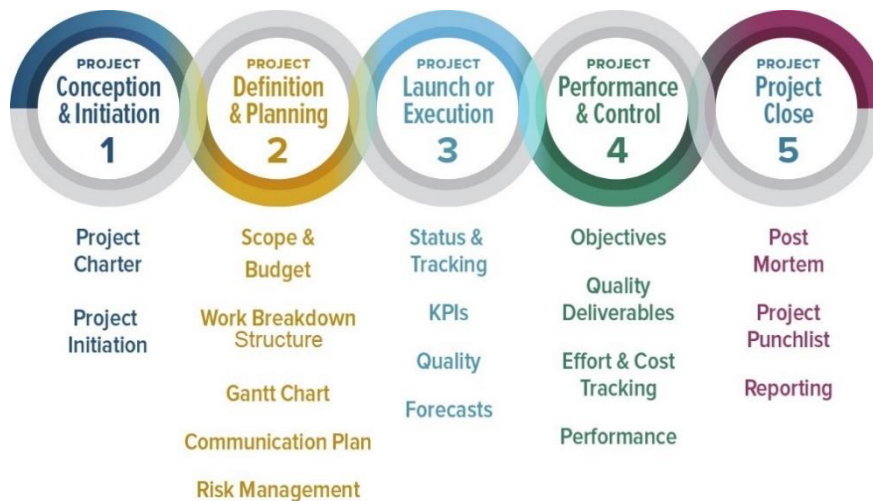 PROJECT
Conception
& Initiation
1
PROJECT
Definition
& Planning
2
PROJECT
Launch or
Execution
3
PROJECT
Performance
& Control
4
PROJECT
Project
Close
5
Project
Charter
Project
Initiation
Scope &
Budget
Work Breakdown
Structure
Gantt Chart
Communication Plan
Risk Management
Status &
Tracking
KPIs
Quality
Forecasts
Objectives
Quality
Deliverables
Effort & Cost
Tracking
Performance
Post
Mortem
Project
Punchlist
Reporting